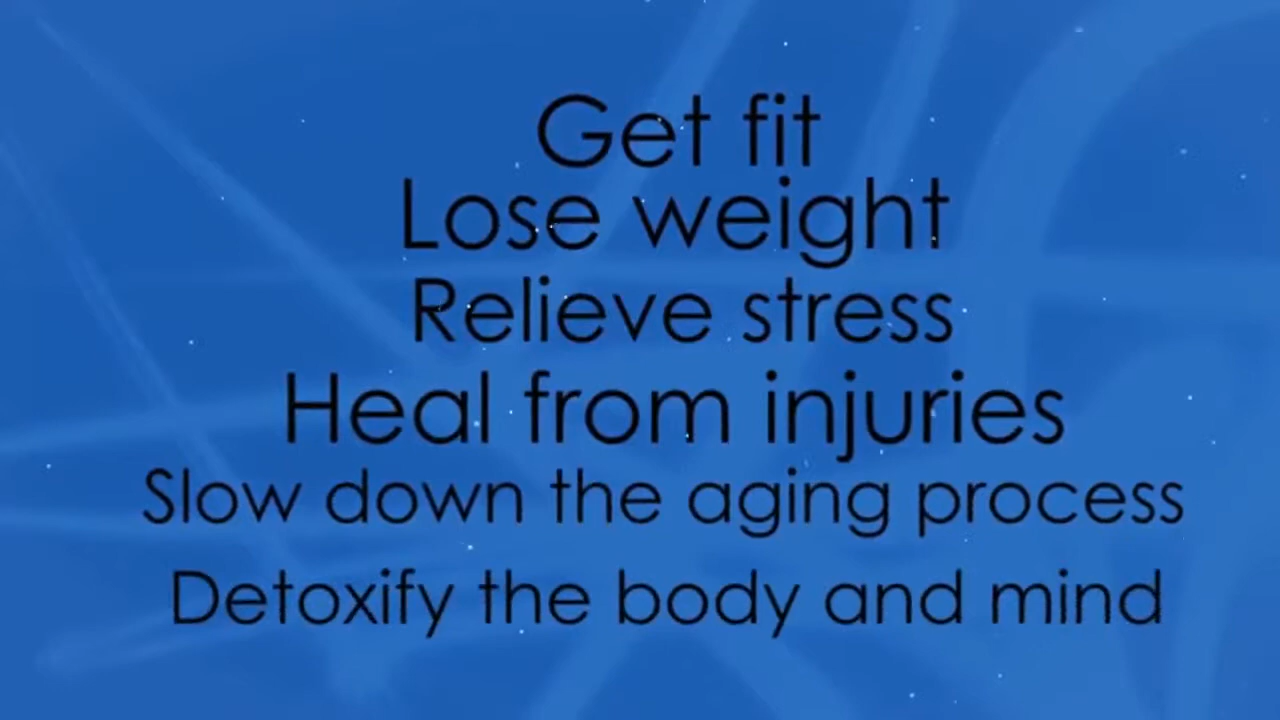 Get fit
Lose weight
Relieve stress
Heal from injuries
Slow down the aging process
Detoxify the body and mind